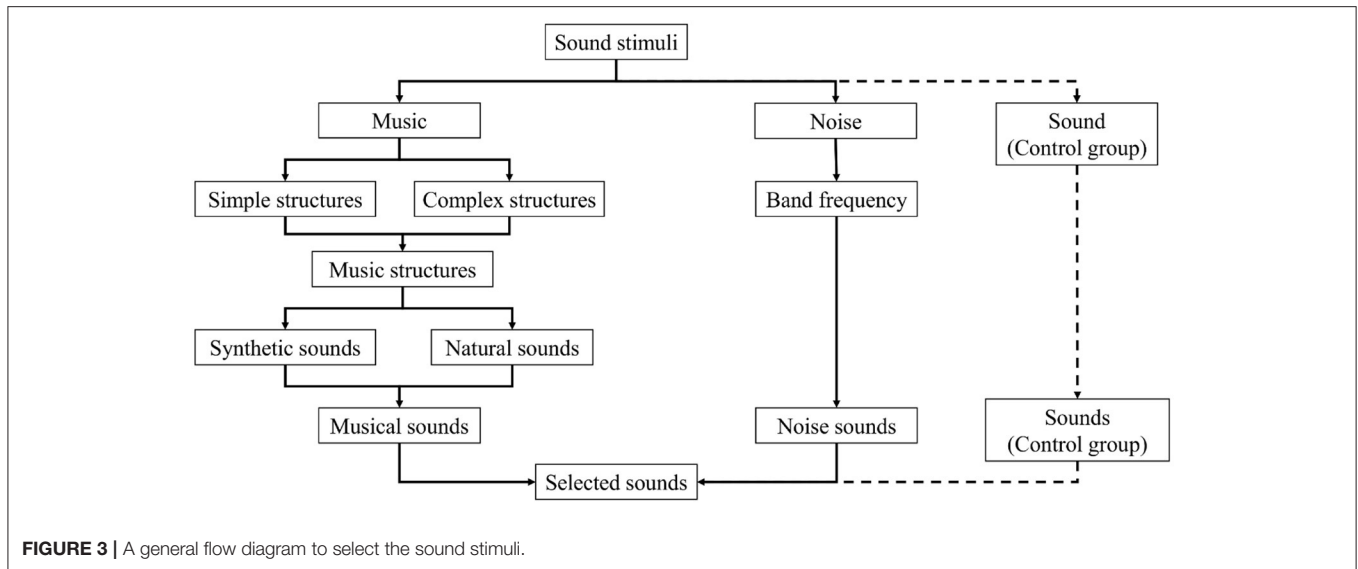 Sound stimuli
Music
Noise
Sound
(Control group)
Simple structures
Complex structures
Band frequency
Music structures
Synthetic sounds
Natural sounds
Musical sounds
Noise sounds
Sounds
(Control group)
Selected sounds
FIGURE 3 | A general flow diagram to select the sound stimuli.